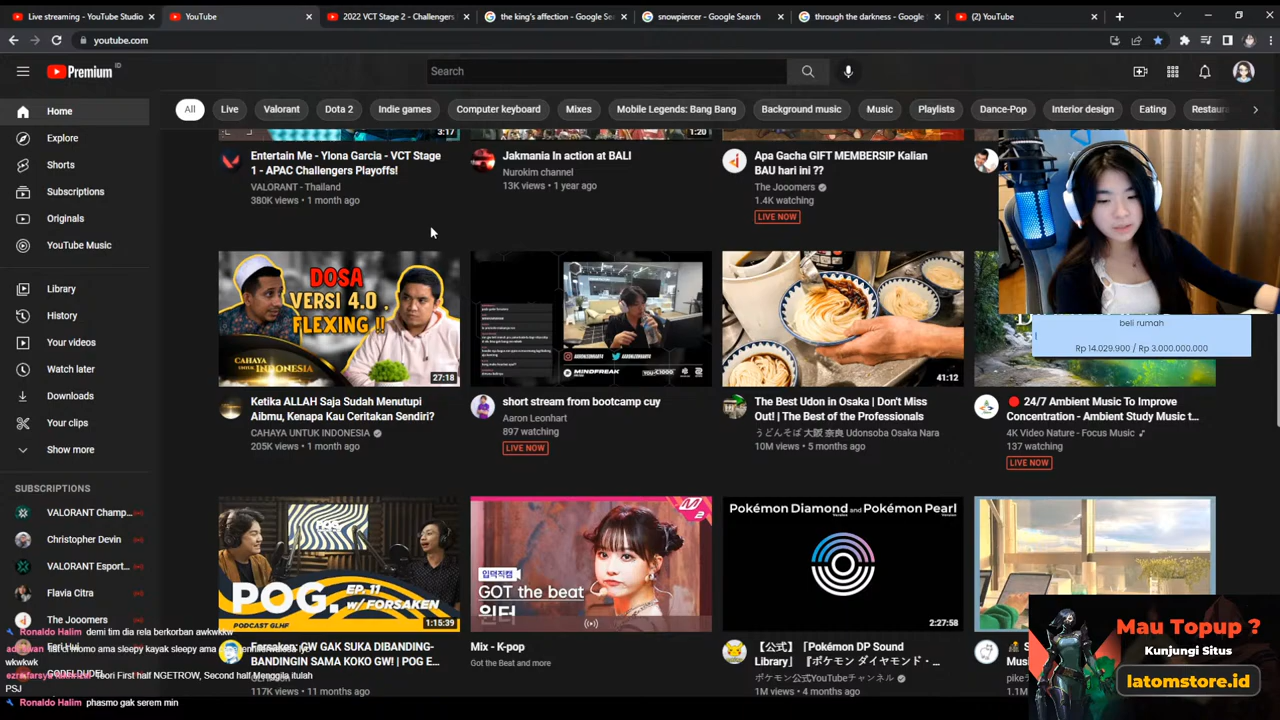 Live streaming - YouTube Studio
YouTube
2022 VCT Stage 2 - Challengers
the king's affection - Google Sea
snowpiercer - Google Search
through the darkness - Google
(2) YouTube
youtube.com
Premium ID
Search
All
Live
Valorant
Dota 2
Indie games
Computer keyboard
Mixes
Mobile Legends: Bang Bang
Background music
Music
Playlists
Dance-Pop
Interior design
Eating
Restaur
Home
Explore
Shorts
Subscriptions
Originals
YouTube Music
Library
History
Your videos
Watch later
Downloads
Your clips
Show more
SUBSCRIPTIONS
VALORANT Champ...
Christopher Devin
VALORANT Esport...
Flavia Citra
The Jooomers
3:17
Entertain Me - Ylona Garcia - VCT Stage
1 - APAC Challengers Playoffs!
VALORANT - Thailand
380K views • 1 month ago
1:20
Jakmania In action at BALI
Nurokim channel
13K views • 1 year ago
Apa Gacha GIFT MEMBERSIP Kalian
BAU hari ini ??
The Jooomers
1.4K watching
LIVE NOW
beli rumah
Rp 14.029.900 / Rp 3.000.000.000
DOSA
VERSI 4.0 .
FLEXING !!
CAHAYA
UNTUK INDONESIA
27:18
Ketika ALLAH Saja Sudah Menutupi
Aibmu, Kenapa Kau Ceritakan Sendiri?
CAHAYA UNTUK INDONESIA
205K views • 1 month ago
MINDFREAK
short stream from bootcamp cuy
Aaron Leonhart
897 watching
LIVE NOW
41:12
The Best Udon in Osaka | Don't Miss
Out! | The Best of the Professionals
うどんそば 大阪 奈良 Udonsoba Osaka Nara
10M views • 5 months ago
24/7 Ambient Music To Improve
Concentration - Ambient Study Music t...
4K Video Nature - Focus Music
137 watching
LIVE NOW
POG.
EP. 11
W/ FORSAKEN
PODCAST GLHF
1:15:39
Forsaken: GW GAK SUKA DIBANDING-
BANDINGIN SAMA KOKO GW! | POG E...
117K views • 11 months ago
M2
입덕직캠
GOT the beat
윈터
Mix - K-pop
Got the Beat and more
Pokémon Diamond and Pokémon Pearl
2:27:58
【公式】「Pokémon DP Sound
Library」『ポケモン ダイヤモンド・...
ポケモン公式YouTubeチャンネル
1M views • 4 months ago
Mau Topup ?
Kunjungi Situs
latomstore.id
Ronaldo Halim demi tim dia rela berkorban awkwkkw
wkwkwk
Teori First half NGETROW, Second half Menggila itulah
PSJ
Ronaldo Halim phasmo gak serem min